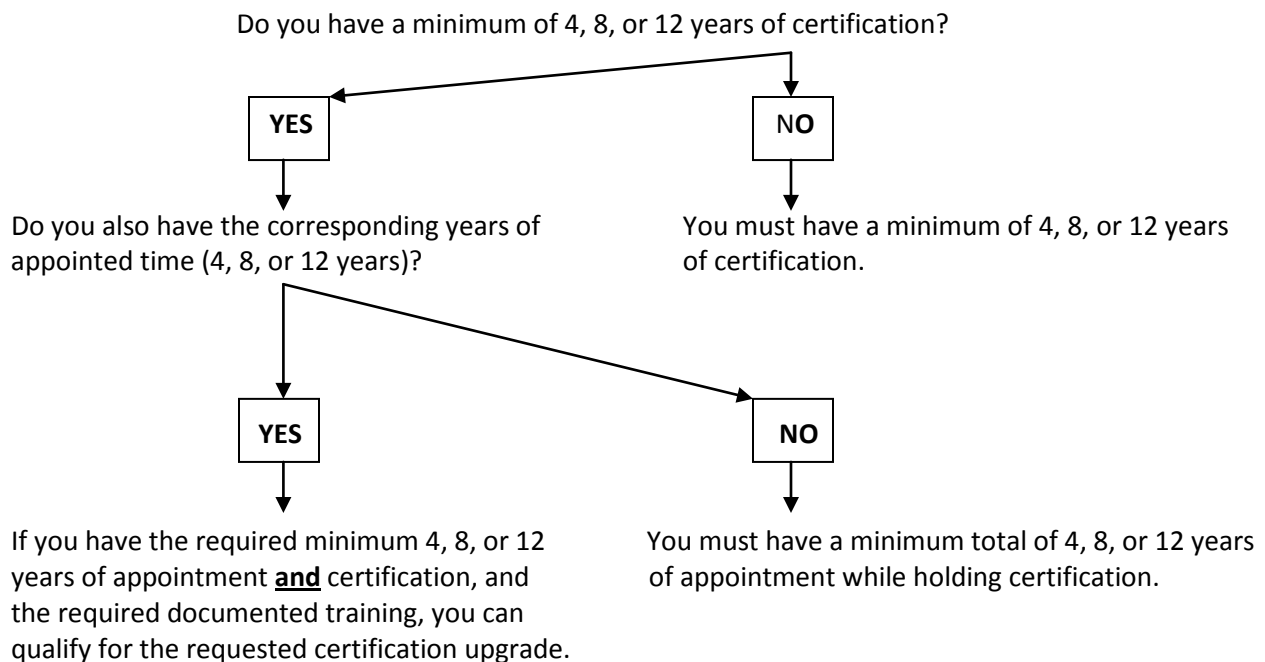 Do you have a minimum of 4, 8, or 12 years of certification?
YES
NO
Do you also have the corresponding years of
appointed time (4, 8, or 12 years)?
You must have a minimum of 4, 8, or 12 years
of certification.
YES
NO
If you have the required minimum 4, 8, or 12
years of appointment and certification, and
the required documented training, you can
qualify for the requested certification upgrade.
You must have a minimum total of 4, 8, or 12 years
of appointment while holding certification.